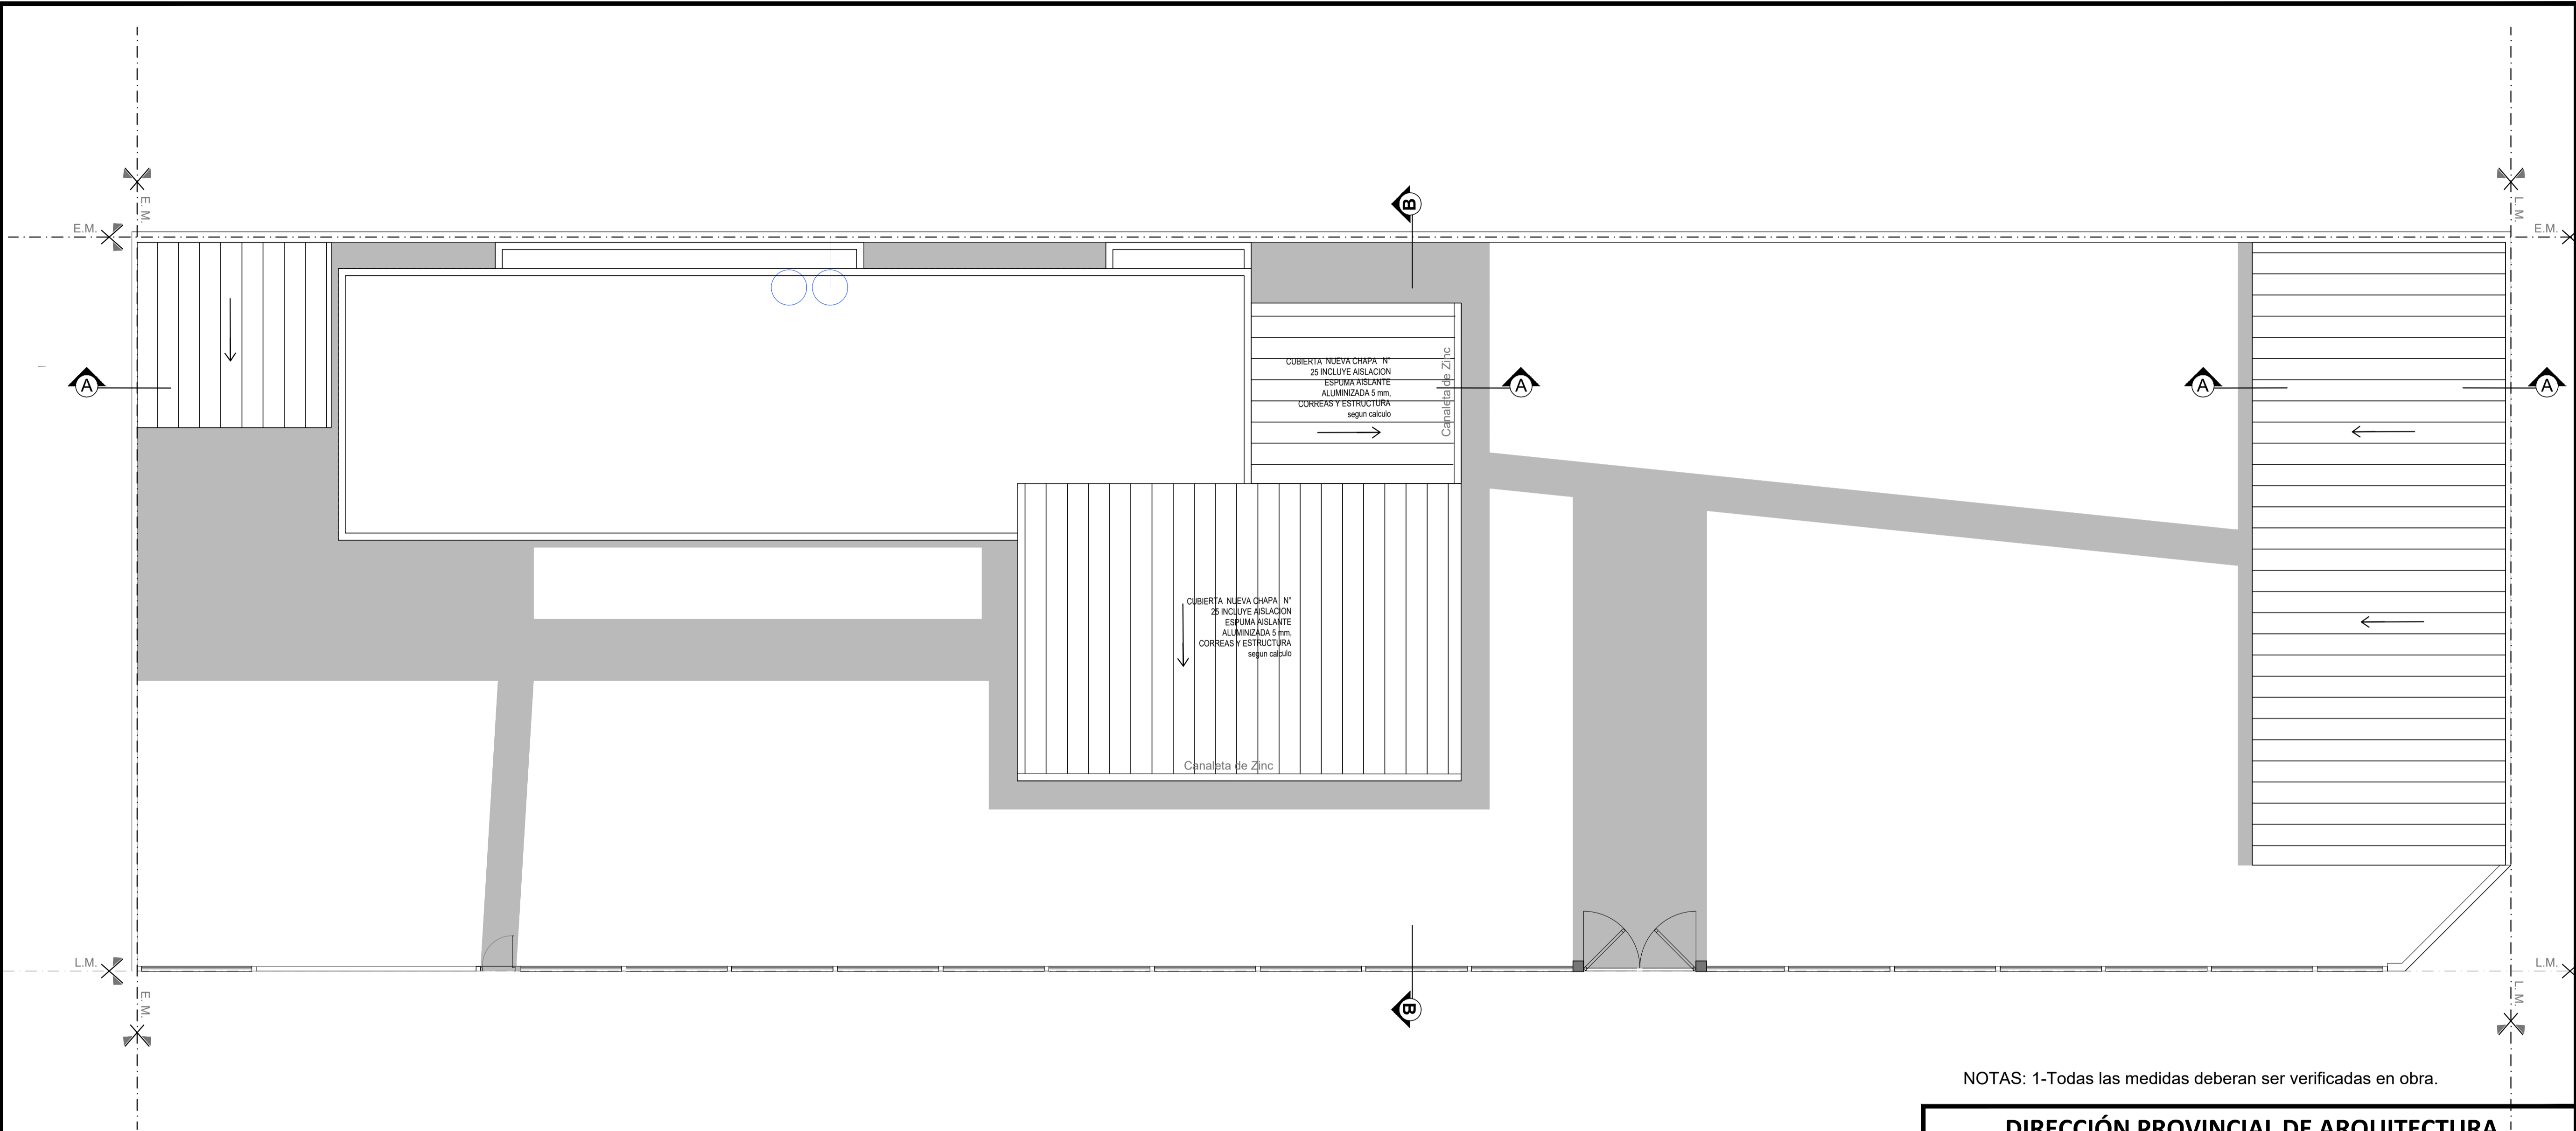 B
E. M.
L. M.
E.M.
E.M.
CUBIERTA NUEVA CHAPA N°
25 INCLUYE AISLACION
ESPUMA AISLANTE
ALUMINIZADA 5 mm,
CORREAS Y ESTRUCTURA
segun calculo
Canaleta de Zinc
A
A
A
A
CUBIERTA NUEVA CHAPA N°
25 INCLUYE AISLACION
ESPUMA AISLANTE
ALUMINIZADA 5 mm,
CORREAS Y ESTRUCTURA
segun calculo
Canaleta de Zinc
L.M.
L.M.
E. M.
L. M.
B
NOTAS: 1-Todas las medidas deberan ser verificadas en obra.
DIRECCIÓN PROVINCIAL DE ARQUITECTURA